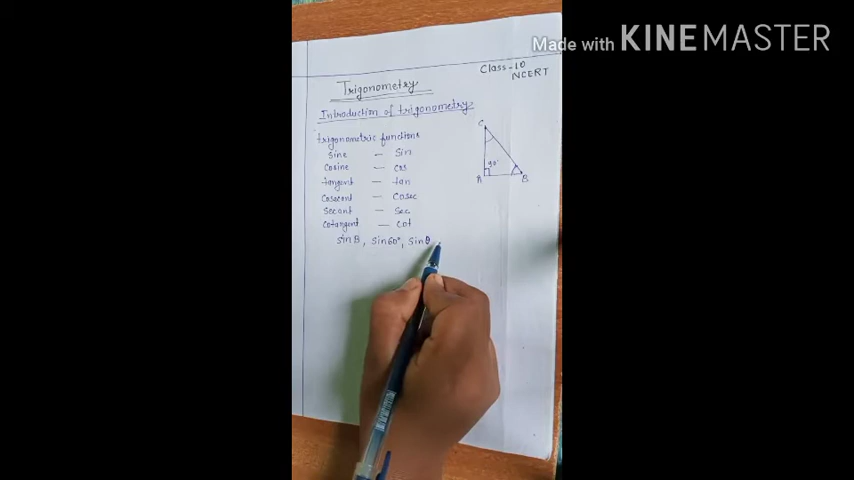 Made with KINEMASTER
Class-10
NCERT
Trigonometry
Introduction of trigonometry
trigonometric functions
Sine — Sin
Cosine — cos
tangent — tan
Cosecant — Cosec
Secant — Sec
Cotangent — Cot
sin B, sin 60°, sin θ
C
90°
A
B